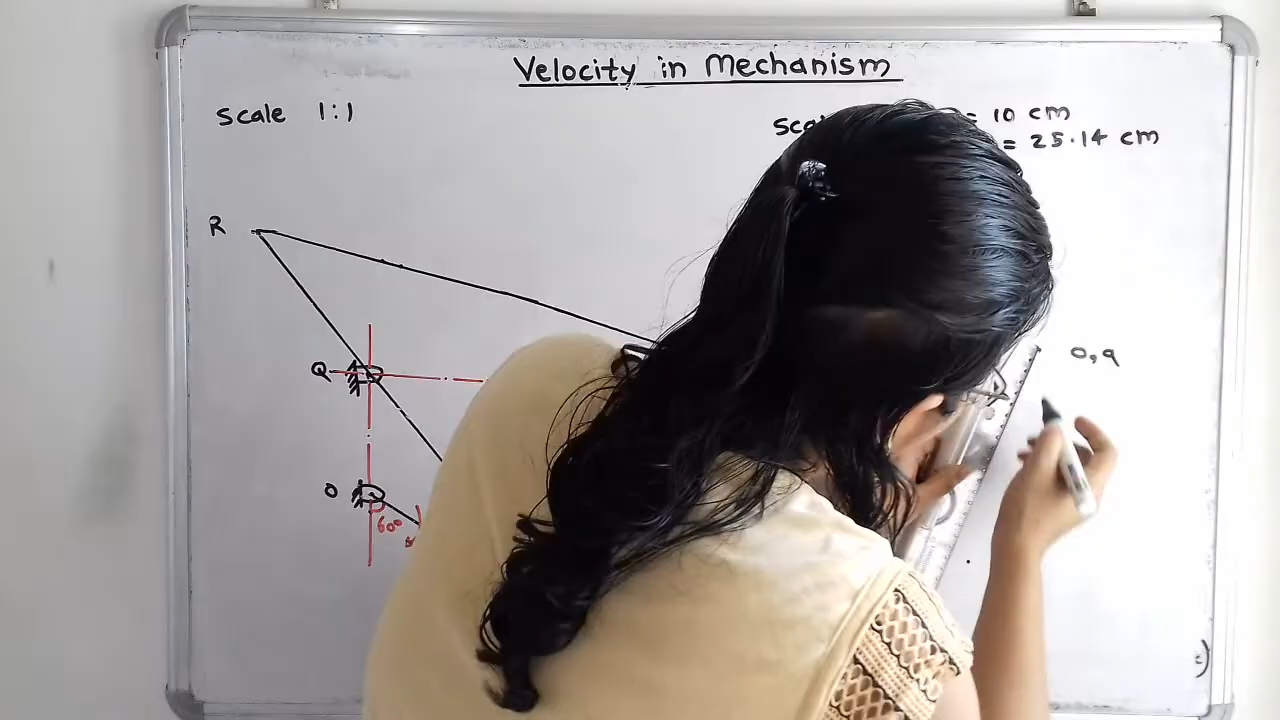 Velocity in Mechanism
Scale 1:1
= 10 cm
= 25.14 cm
R
o,q
Q
O
60°